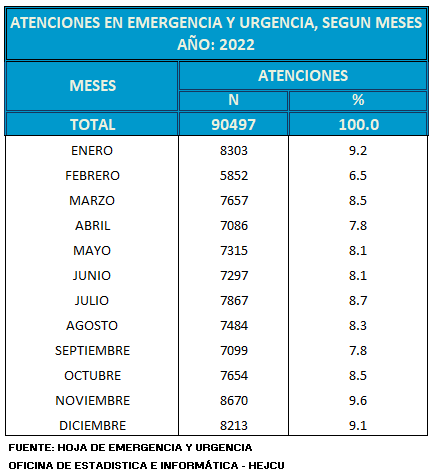 ATENCIONES EN EMERGENCIA Y URGENCIA, SEGUN MESES
AÑO: 2022
MESES ATENCIONES
N %
TOTAL 90497 100.0
ENERO 8303 9.2
FEBRERO 5852 6.5
MARZO 7657 8.5
ABRIL 7086 7.8
MAYO 7315 8.1
JUNIO 7297 8.1
JULIO 7867 8.7
AGOSTO 7484 8.3
SEPTIEMBRE 7099 7.8
OCTUBRE 7654 8.5
NOVIEMBRE 8670 9.6
DICIEMBRE 8213 9.1
FUENTE: HOJA DE EMERGENCIA Y URGENCIA
OFICINA DE ESTADISTICA E INFORMÁTICA - HEJCU